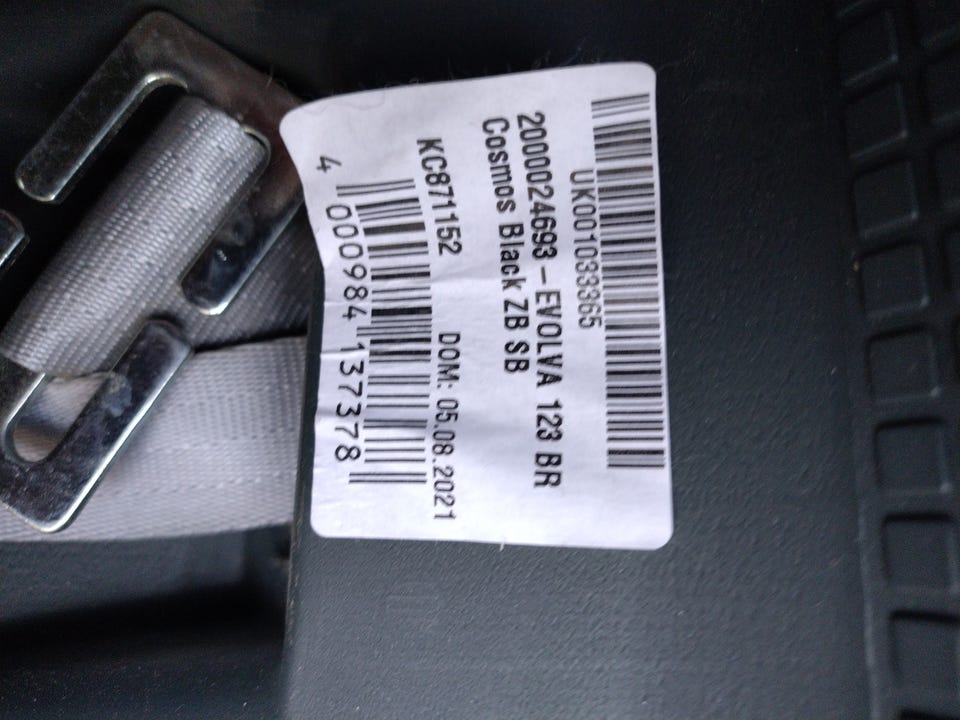 UK001033365
2000024693-EVOLVA 123 BR
Cosmos Black ZB SB
KC871152 DOM: 05.08.2021
4 000984 137378